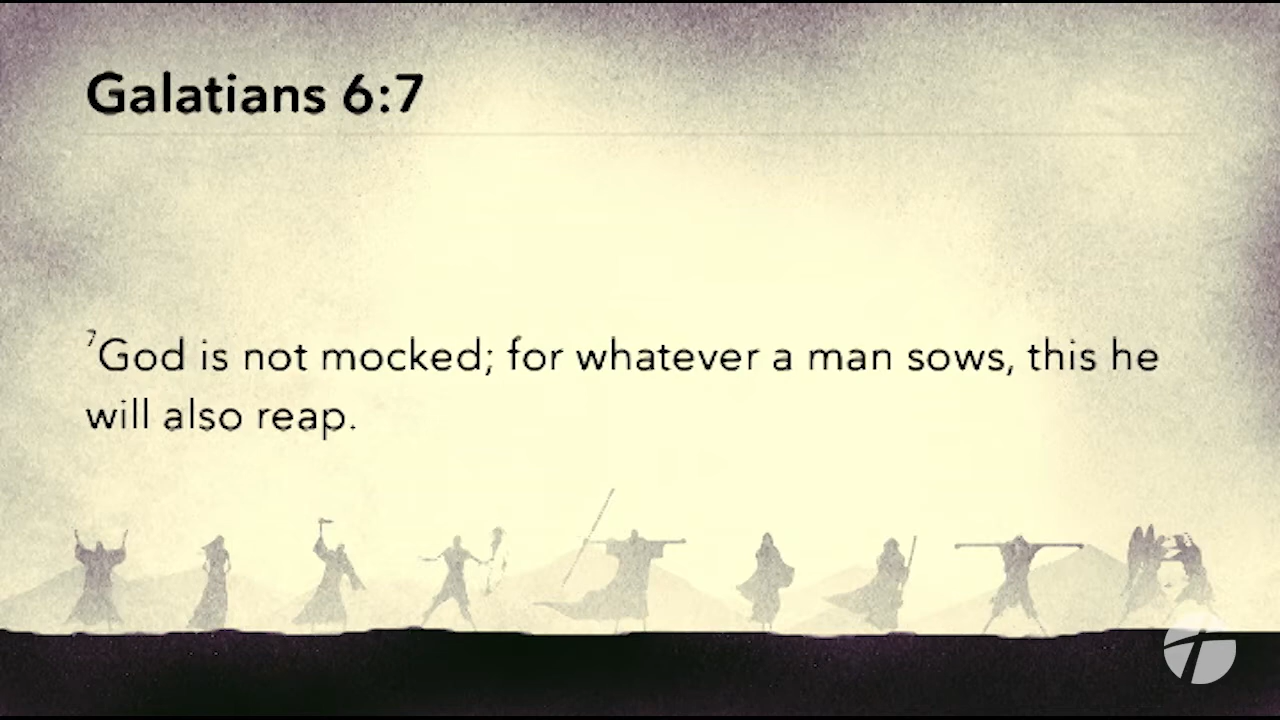 Galatians 6:7
⁷God is not mocked; for whatever a man sows, this he
will also reap.